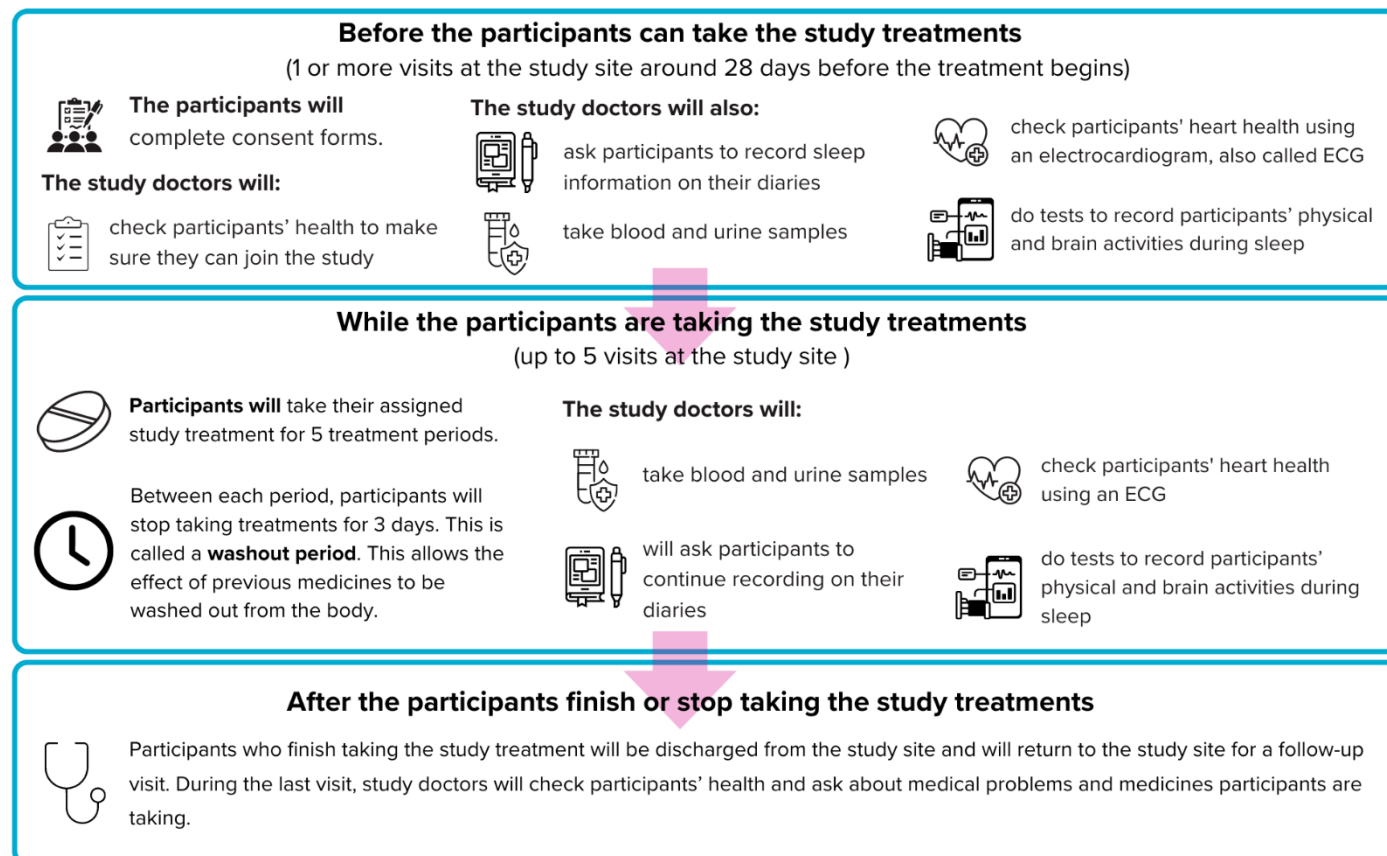 Before the participants can take the study treatments
(1 or more visits at the study site around 28 days before the treatment begins)
The participants will
complete consent forms.
The study doctors will:
check participants’ health to make
sure they can join the study
The study doctors will also:
ask participants to record sleep
information on their diaries
take blood and urine samples
check participants' heart health using
an electrocardiogram, also called ECG
do tests to record participants’ physical
and brain activities during sleep
While the participants are taking the study treatments
(up to 5 visits at the study site )
Participants will take their assigned
study treatment for 5 treatment periods.
Between each period, participants will
stop taking treatments for 3 days. This is
called a washout period. This allows the
effect of previous medicines to be
washed out from the body.
The study doctors will:
take blood and urine samples
will ask participants to
continue recording on their
diaries
check participants' heart health
using an ECG
do tests to record participants’
physical and brain activities during
sleep
After the participants finish or stop taking the study treatments
Participants who finish taking the study treatment will be discharged from the study site and will return to the study site for a follow-up
visit. During the last visit, study doctors will check participants’ health and ask about medical problems and medicines participants are
taking.